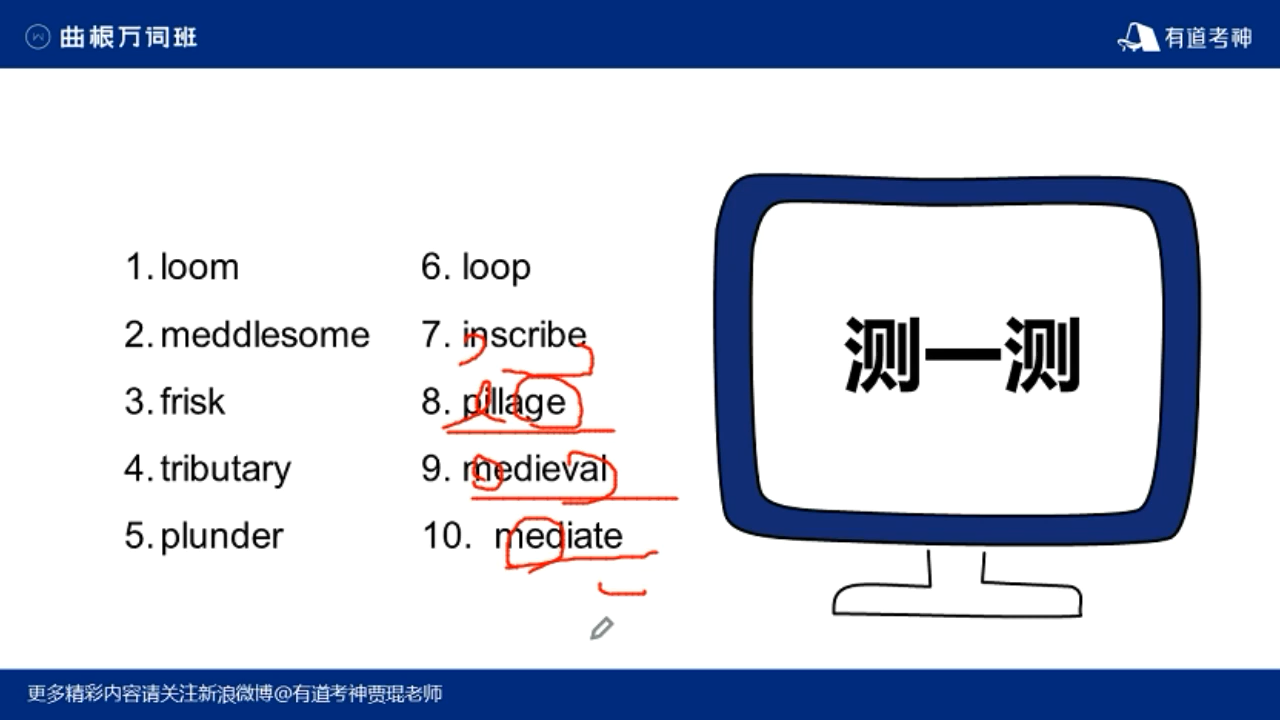 曲根万词班
有道考神
1. loom
2. meddlesome
3. frisk
4. tributary
5. plunder
6. loop
7. inscribe
8. pillage
9. medieval
10. mediate
测一测
更多精彩内容请关注新浪微博@有道考神贾琨老师